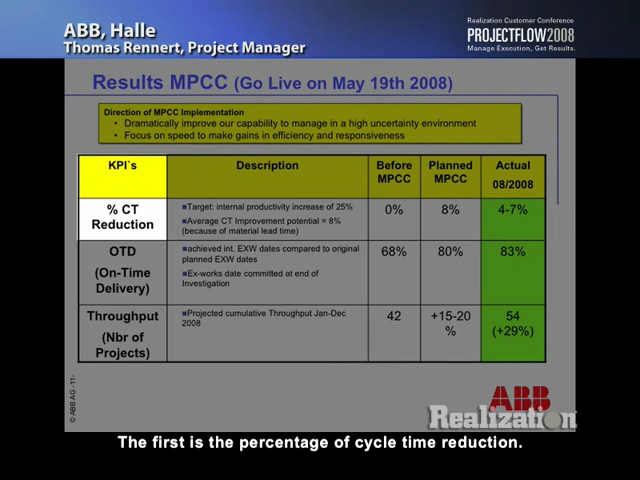 ABB, Halle
Thomas Rennert, Project Manager
Realization Customer Conference
PROJECTFLOW2008
Manage Execution, Get Results.
Results MPCC (Go Live on May 19th 2008)
Direction of MPCC Implementation
• Dramatically improve our capability to manage in a high uncertainty environment
• Focus on speed to make gains in efficiency and responsiveness
KPI`s
Description
Before MPCC
Planned MPCC
Actual 08/2008
% CT Reduction
■Target: internal productivity increase of 25%
■Average CT Improvement potential = 8% (because of material lead time)
0%
8%
4-7%
OTD
(On-Time Delivery)
■achieved int. EXW dates compared to original planned EXW dates
■Ex-works date committed at end of Investigation
68%
80%
83%
Throughput
(Nbr of Projects)
■Projected cumulative Throughput Jan-Dec 2008
42
+15-20 %
54 (+29%)
© ABB AG - 11 -
ABB
Realization
The first is the percentage of cycle time reduction.